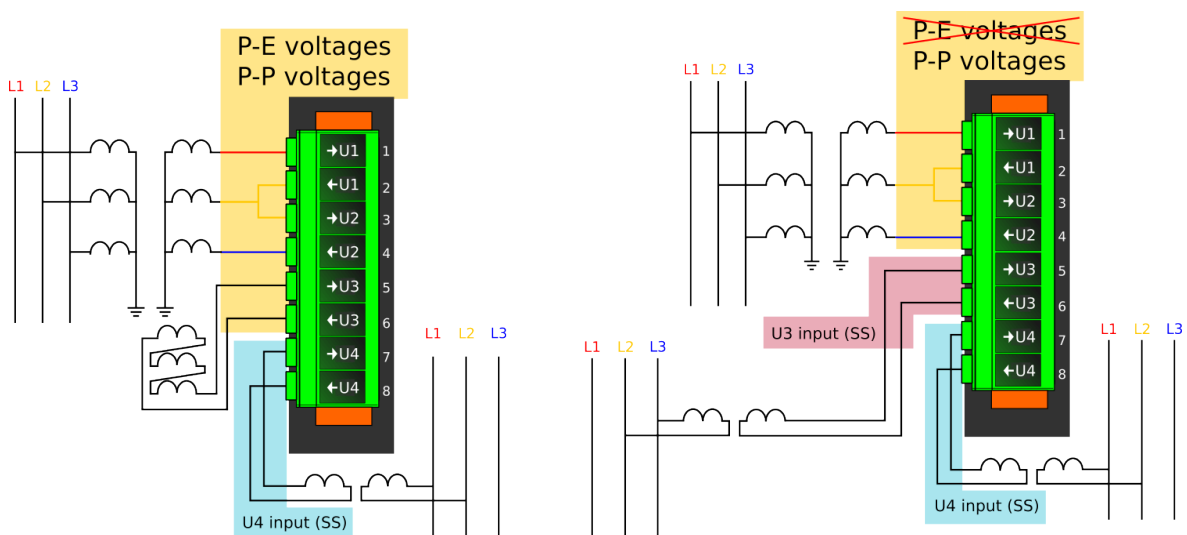 P-E voltages
P-P voltages
L1 L2 L3
→U1 1
←U1 2
→U2 3
←U2 4
→U3 5
←U3 6
→U4 7
←U4 8
L1 L2 L3
U4 input (SS)
P-E voltages
P-P voltages
L1 L2 L3
→U1 1
←U1 2
→U2 3
←U2 4
→U3 5
←U3 6
→U4 7
←U4 8
U3 input (SS)
L1 L2 L3
L1 L2 L3
U4 input (SS)